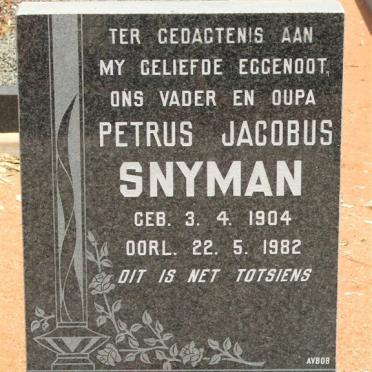 TER GEDAGTENIS AAN
MY GELIEFDE EGGENOOT,
ONS VADER EN OUPA
PETRUS JACOBUS
SNYMAN
GEB. 3. 4. 1904
OORL. 22. 5. 1982
DIT IS NET TOTSIENS
AVBOB